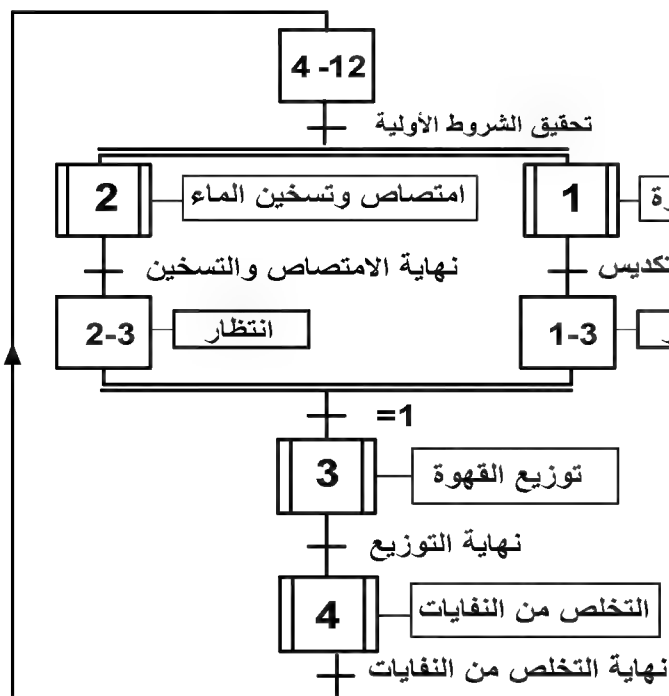 4-12
تحقيق الشروط الأولية
1
2 امتصاص وتسخين الماء
تكديس
نهاية الامتصاص والتسخين
1-3
2-3 انتظار
=1
3 توزيع القهوة
نهاية التوزيع
4 التخلص من النفايات
نهاية التخلص من النفايات